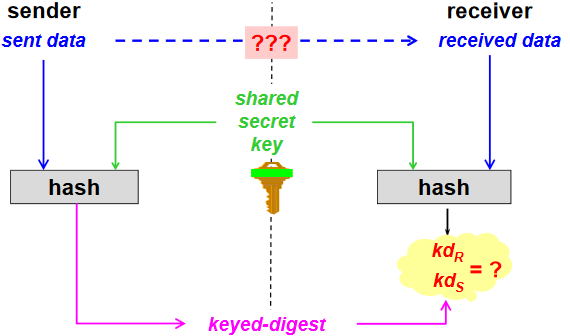 sender
receiver
sent data
???
received data
shared
secret
key
hash
hash
kdR
kdS
= ?
keyed-digest